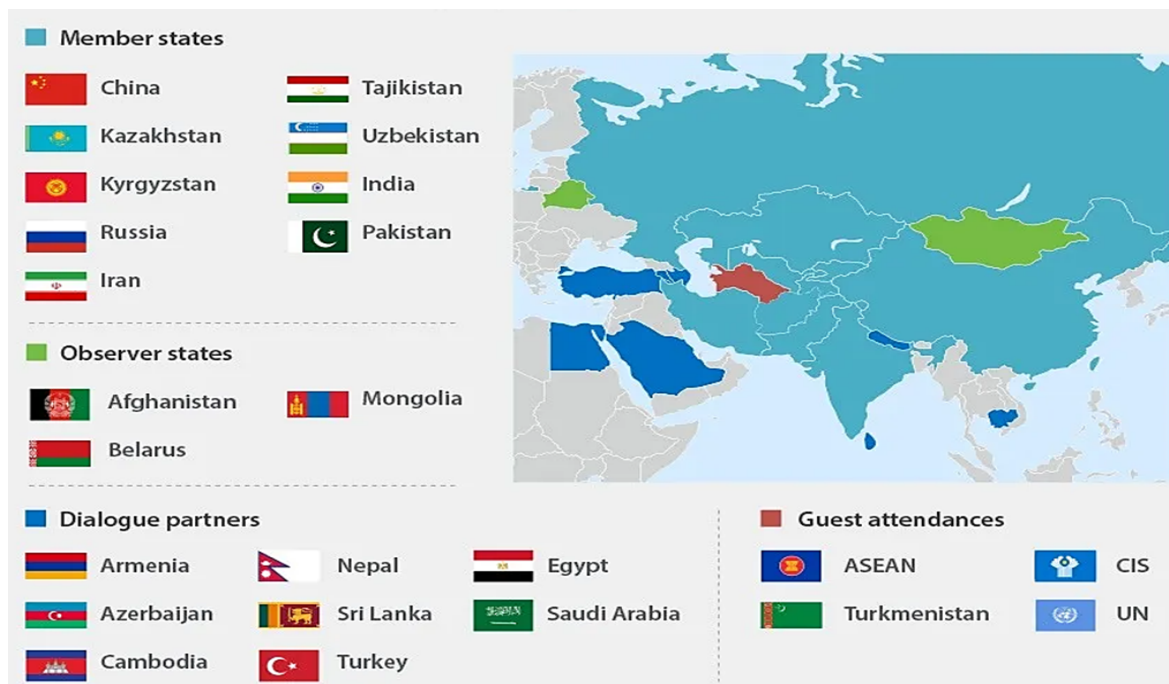 Member states
China
Tajikistan
Kazakhstan
Uzbekistan
Kyrgyzstan
India
Russia
Pakistan
Iran
Observer states
Afghanistan
Mongolia
Belarus
Dialogue partners
Armenia
Nepal
Egypt
Azerbaijan
Sri Lanka
Saudi Arabia
Cambodia
Turkey
Guest attendances
ASEAN
CIS
Turkmenistan
UN